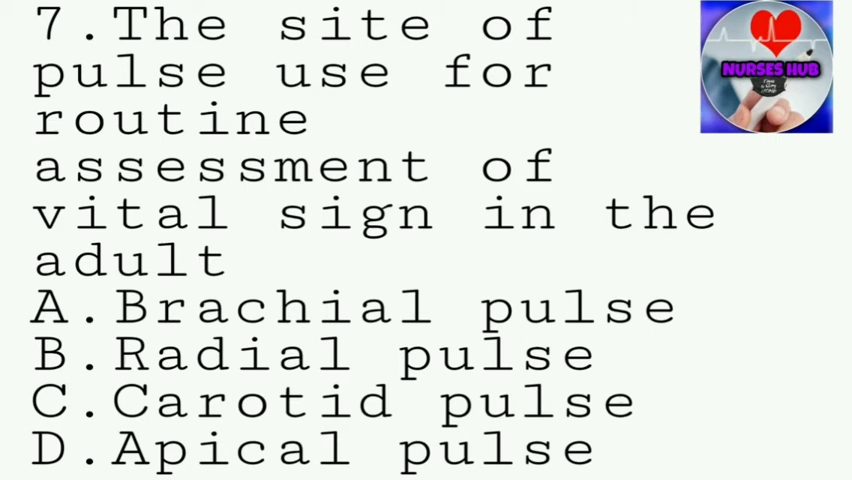 7.The site of
pulse use for
routine
assessment of
vital sign in the
adult
A.Brachial pulse
B.Radial pulse
C.Carotid pulse
D.Apical pulse
NURSES HUB